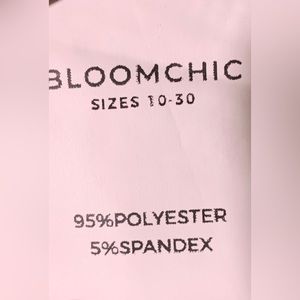 BLOOMCHIC
SIZES 10-30
95%POLYESTER
5%SPANDEX